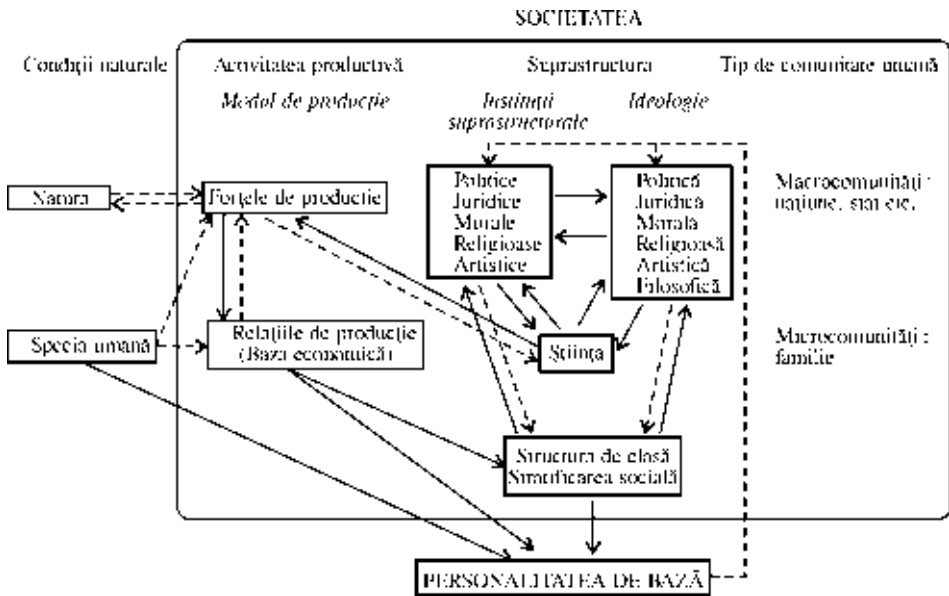 SOCIETATEA
Condiții naturale
Activitatea productivă
Suprastructura
Tip de comunitate umană
Modul de producție
Instituții
suprastructurale
Ideologie
Natura
Forțele de producție
Politice
Juridice
Morale
Religioase
Artistice
Politică
Juridică
Morală
Religioasă
Artistică
Filosofică
Macrocomunități:
națiune, stat etc.
Specia umană
Relațiile de producție
(Baza economică)
Știința
Macrocomunități:
familie
Structura de clasă
Stratificarea socială
PERSONALITATEA DE BAZĂ